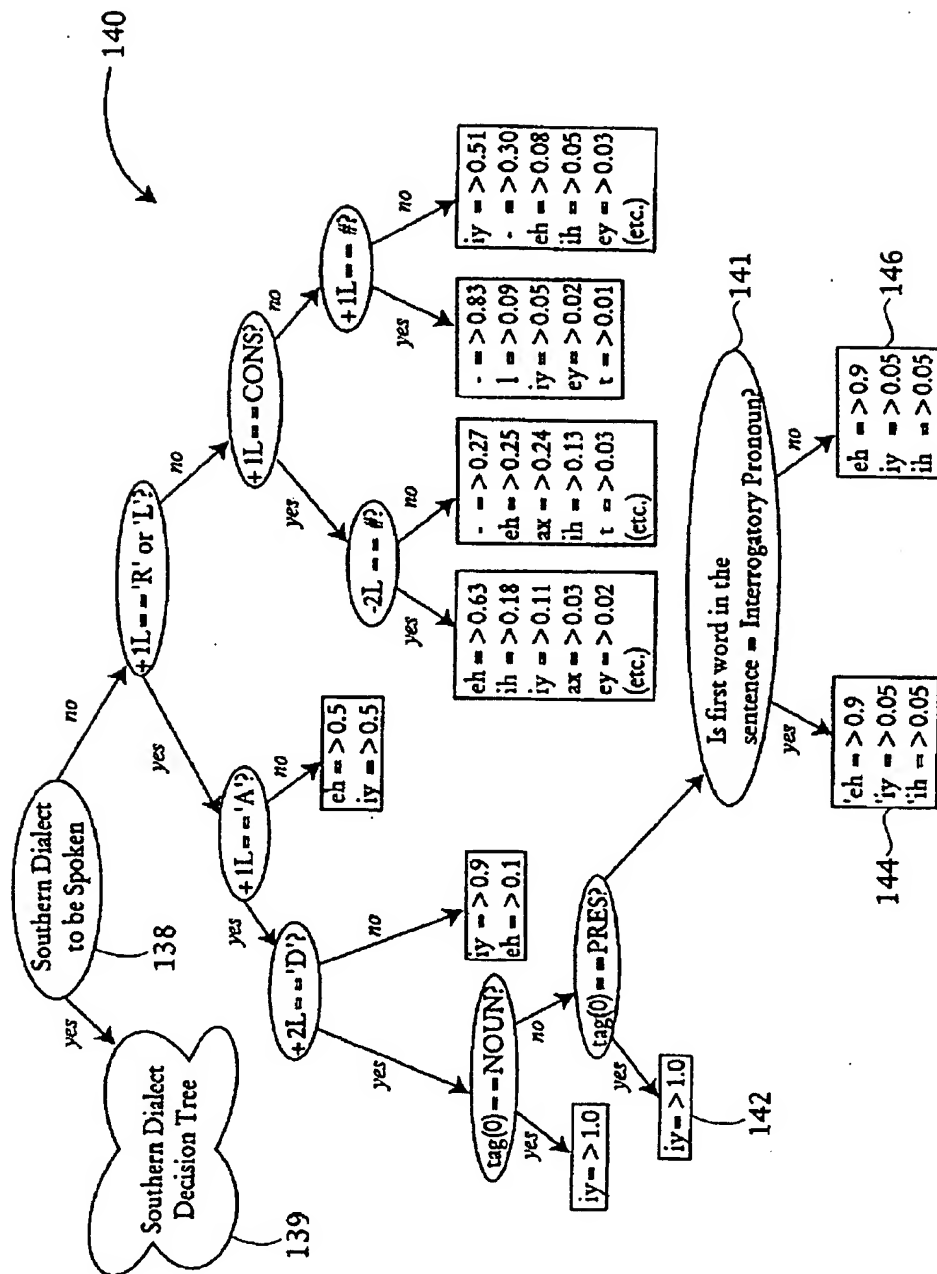 140
Southern Dialect
to be Spoken
138
yes
no
Southern Dialect
Decision Tree
139
+1L=='R' or 'L'?
yes
no
+1L=='A'?
yes
no
eh =>0.5
iy =>0.5
+1L==CONS?
yes
no
+2L=='D'?
yes
no
iy =>0.9
eh =>0.1
-2L==#?
yes
no
+1L==#?
yes
no
eh =>0.63
ih =>0.18
iy =>0.11
ax =>0.03
ey =>0.02
(etc.)
- =>0.27
eh =>0.25
ax =>0.24
ih =>0.13
t =>0.03
(etc.)
- =>0.83
l =>0.09
iy =>0.05
ey =>0.02
t =>0.01
iy =>0.51
- =>0.30
eh =>0.08
ih =>0.05
ey =>0.03
(etc.)
tag(0)==NOUN?
yes
no
iy=>1.0
tag(0)==PRES?
yes
iy=>1.0
142
Is first word in the
sentence = Interrogatory Pronoun?
141
yes
no
'eh =>0.9
'iy =>0.05
'ih =>0.05
144
eh =>0.9
iy =>0.05
ih =>0.05
146